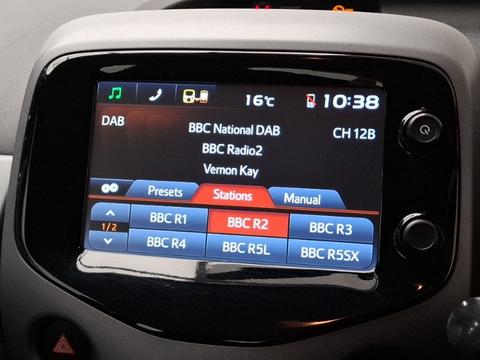 16°C 10:38
DAB BBC National DAB CH 12B
BBC Radio2
Vernon Kay
Presets Stations Manual
BBC R1 BBC R2 BBC R3
1/2
BBC R4 BBC R5L BBC R5SX